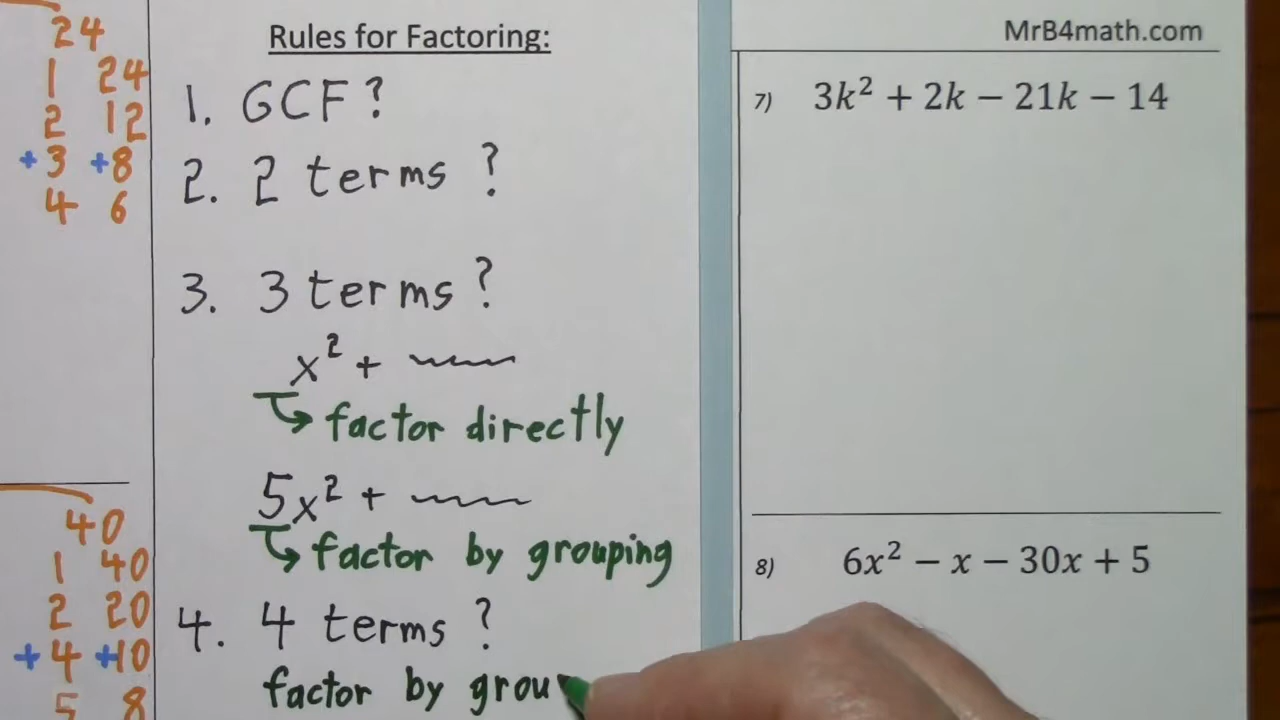 24
1 24
2 12
+3 +8
4 6
40
1 40
2 20
+4 +10
5 8
Rules for Factoring:
1. GCF?
2. 2 terms?
3. 3 terms?
x² +
factor directly
5x² +
factor by grouping
4. 4 terms?
factor by grou
MrB4math.com
7) 3k² + 2k − 21k − 14
8) 6x² − x − 30x + 5